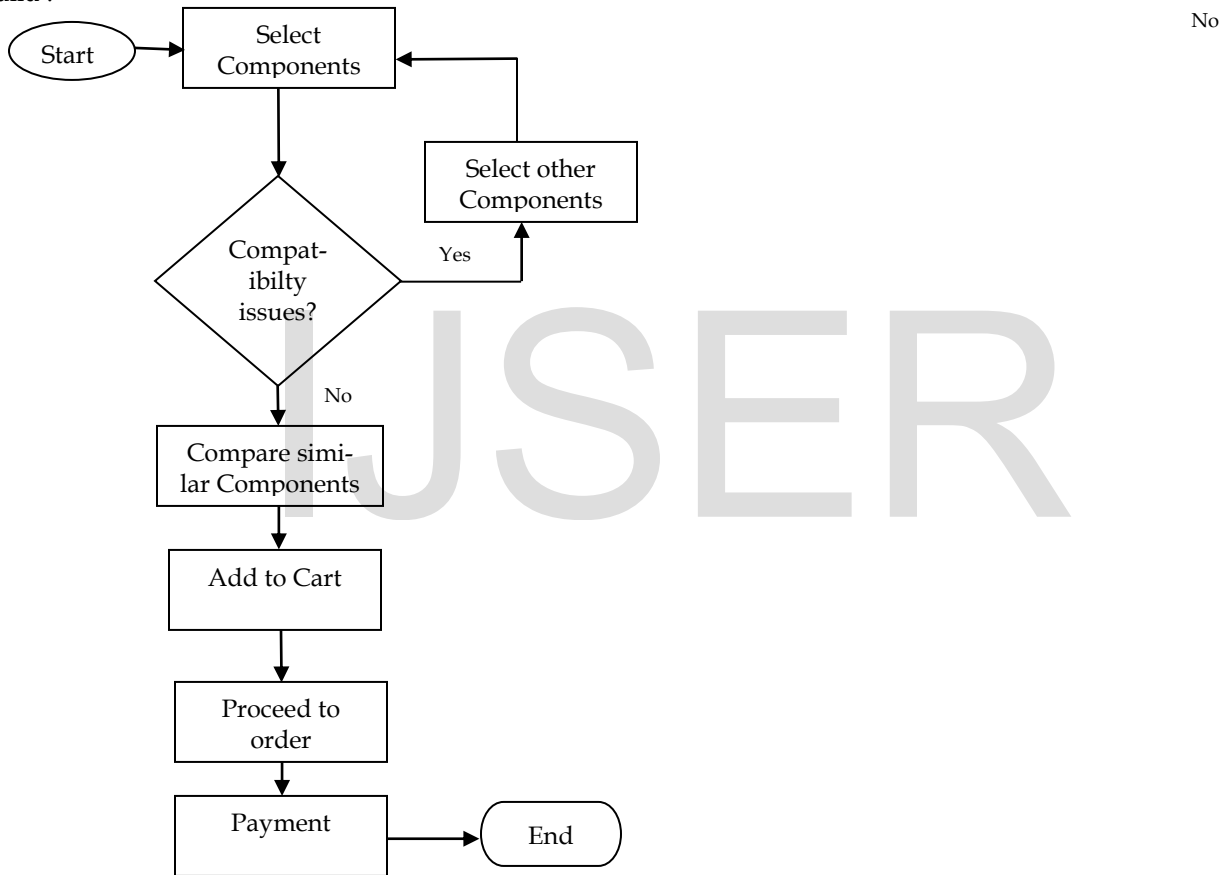 No
Start
Select
Components
Select other
Components
Compat-
ibilty
issues?
Yes
No
Compare simi-
lar Components
Add to Cart
Proceed to
order
Payment
End
IJSER